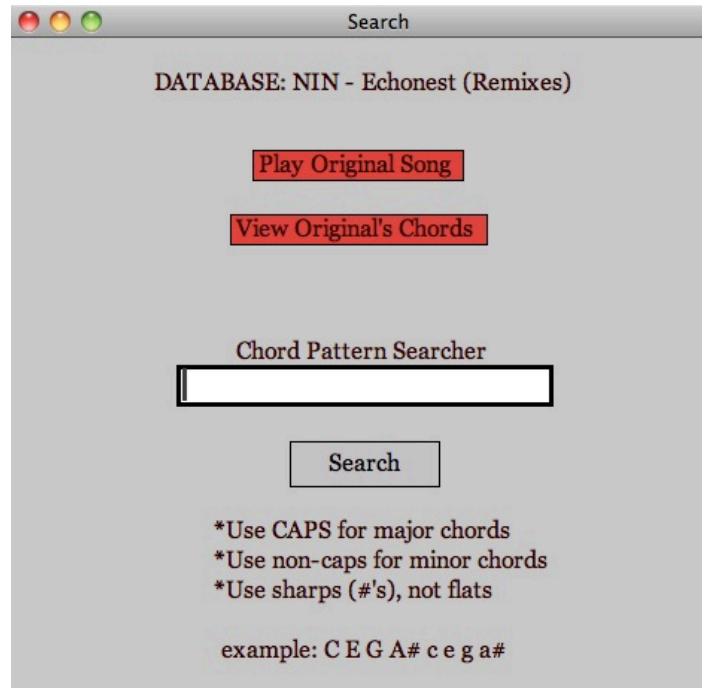 Search
DATABASE: NIN - Echonest (Remixes)
Play Original Song
View Original's Chords
Chord Pattern Searcher
Search
*Use CAPS for major chords
*Use non-caps for minor chords
*Use sharps (#'s), not flats
example: C E G A# c e g a#